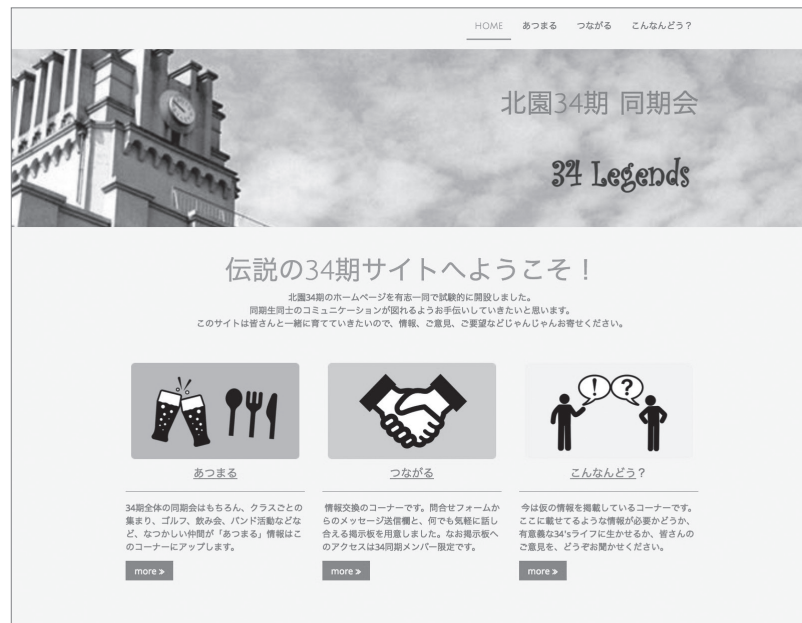 HOME あつまる つながる こんなんどう？
北園34期 同期会
34 Legends
伝説の34期サイトへようこそ！
北園34期のホームページを有志一同で試験的に開設しました。
同期生同士のコミュニケーションが図れるようお手伝いしていきたいと思います。
このサイトは皆さんと一緒に育てていきたいので、情報、ご意見、ご要望などじゃんじゃんお寄せください。
! ?
あつまる
34期全体の同期会はもちろん、クラスごとの
集まり、ゴルフ、飲み会、バンド活動などな
ど、なつかしい仲間が「あつまる」情報はこ
のコーナーにアップします。
more »
つながる
情報交換のコーナーです。問合せフォームか
らのメッセージ送信欄と、何でも気軽に話し
合える掲示板を用意しました。なお掲示板へ
のアクセスは34同期メンバー限定です。
more »
こんなんどう？
今は仮の情報を掲載しているコーナーです。
ここに載せてるような情報が必要かどうか、
有意義な34'sライフに生かせるか、皆さんの
ご意見を、どうぞお聞かせください。
more »